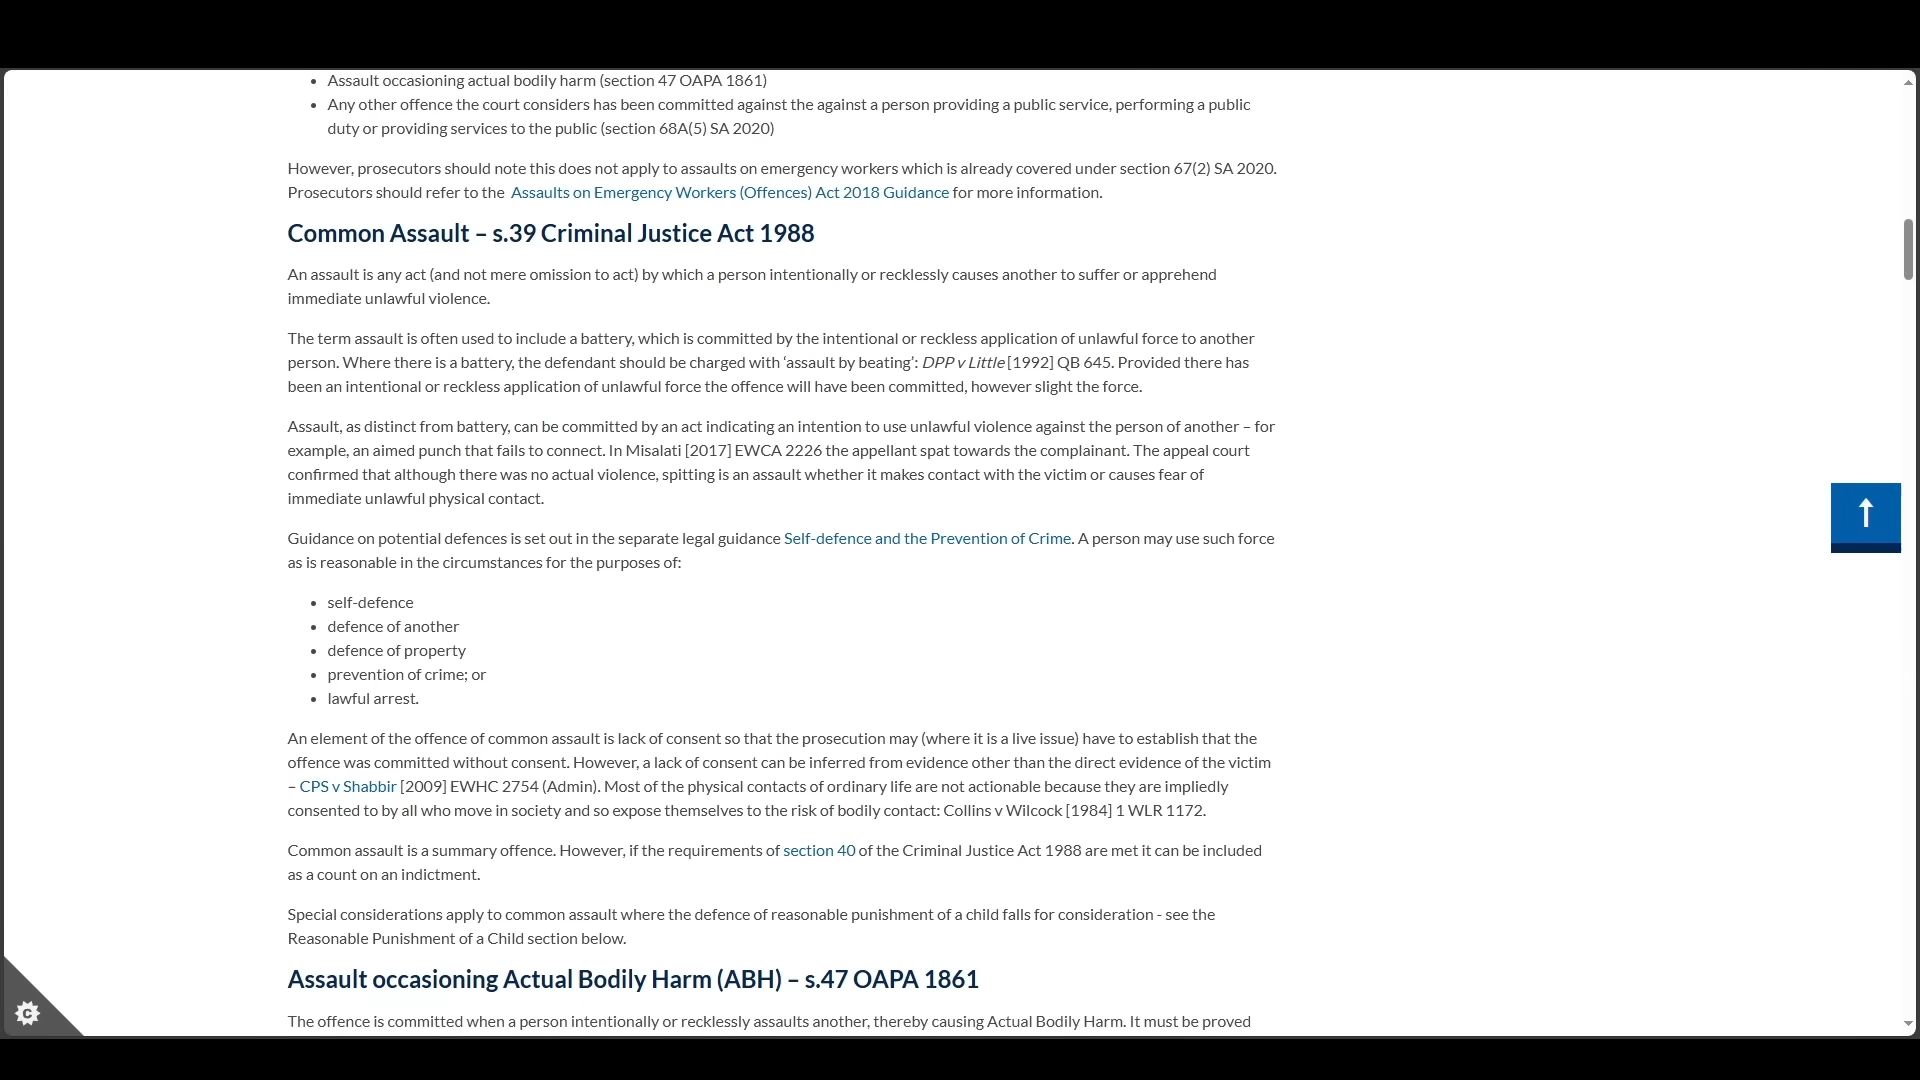 Assault occasioning actual bodily harm (section 47 OAPA 1861)
Any other offence the court considers has been committed against the against a person providing a public service, performing a public
duty or providing services to the public (section 68A(5) SA 2020)
However, prosecutors should note this does not apply to assaults on emergency workers which is already covered under section 67(2) SA 2020.
Prosecutors should refer to the Assaults on Emergency Workers (Offences) Act 2018 Guidance for more information.
Common Assault – s.39 Criminal Justice Act 1988
An assault is any act (and not mere omission to act) by which a person intentionally or recklessly causes another to suffer or apprehend
immediate unlawful violence.
The term assault is often used to include a battery, which is committed by the intentional or reckless application of unlawful force to another
person. Where there is a battery, the defendant should be charged with ‘assault by beating’: DPP v Little [1992] QB 645. Provided there has
been an intentional or reckless application of unlawful force the offence will have been committed, however slight the force.
Assault, as distinct from battery, can be committed by an act indicating an intention to use unlawful violence against the person of another – for
example, an aimed punch that fails to connect. In Misalati [2017] EWCA 2226 the appellant spat towards the complainant. The appeal court
confirmed that although there was no actual violence, spitting is an assault whether it makes contact with the victim or causes fear of
immediate unlawful physical contact.
Guidance on potential defences is set out in the separate legal guidance Self-defence and the Prevention of Crime. A person may use such force
as is reasonable in the circumstances for the purposes of:
self-defence
defence of another
defence of property
prevention of crime; or
lawful arrest.
An element of the offence of common assault is lack of consent so that the prosecution may (where it is a live issue) have to establish that the
offence was committed without consent. However, a lack of consent can be inferred from evidence other than the direct evidence of the victim
– CPS v Shabbir [2009] EWHC 2754 (Admin). Most of the physical contacts of ordinary life are not actionable because they are impliedly
consented to by all who move in society and so expose themselves to the risk of bodily contact: Collins v Wilcock [1984] 1 WLR 1172.
Common assault is a summary offence. However, if the requirements of section 40 of the Criminal Justice Act 1988 are met it can be included
as a count on an indictment.
Special considerations apply to common assault where the defence of reasonable punishment of a child falls for consideration - see the
Reasonable Punishment of a Child section below.
Assault occasioning Actual Bodily Harm (ABH) – s.47 OAPA 1861
The offence is committed when a person intentionally or recklessly assaults another, thereby causing Actual Bodily Harm. It must be proved